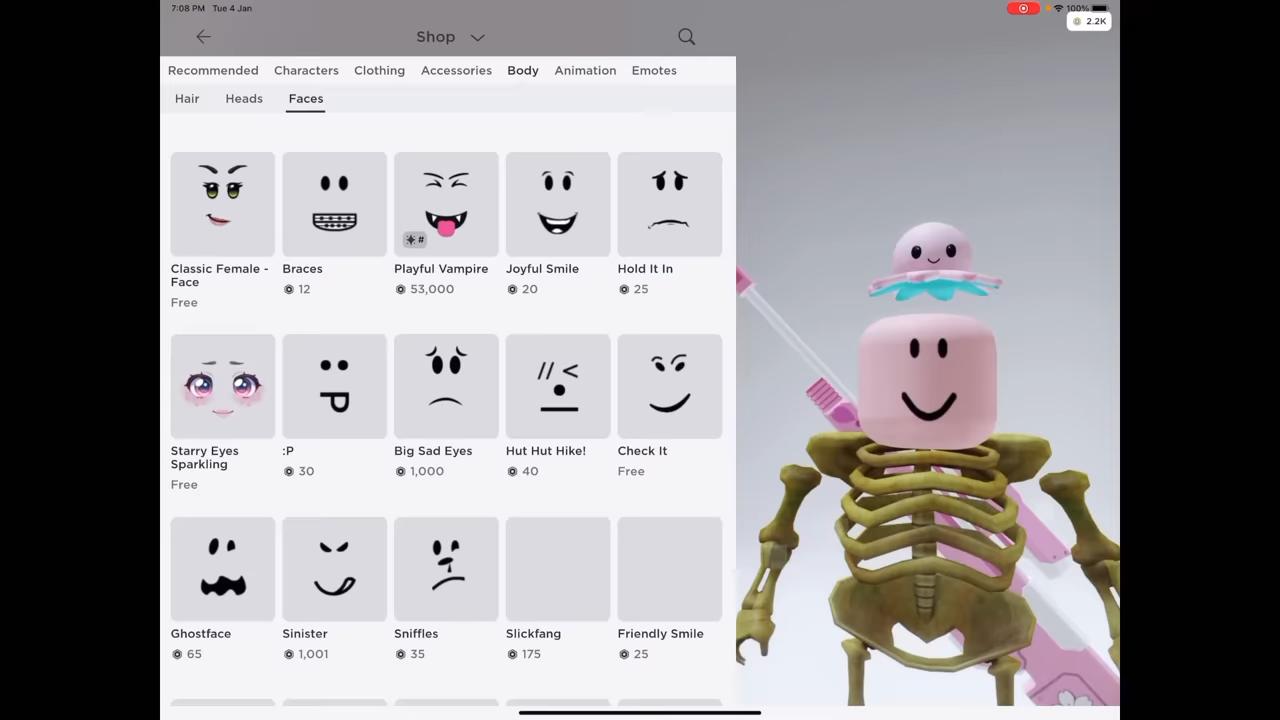 7:08 PM Tue 4 Jan
100%
2.2K
Shop
Recommended Characters Clothing Accessories Body Animation Emotes
Hair Heads Faces
Classic Female - Face
Free
Braces
12
#
Playful Vampire
53,000
Joyful Smile
20
Hold It In
25
Starry Eyes Sparkling
Free
:P
30
Big Sad Eyes
1,000
Hut Hut Hike!
40
Check It
Free
Ghostface
65
Sinister
1,001
Sniffles
35
Slickfang
175
Friendly Smile
25